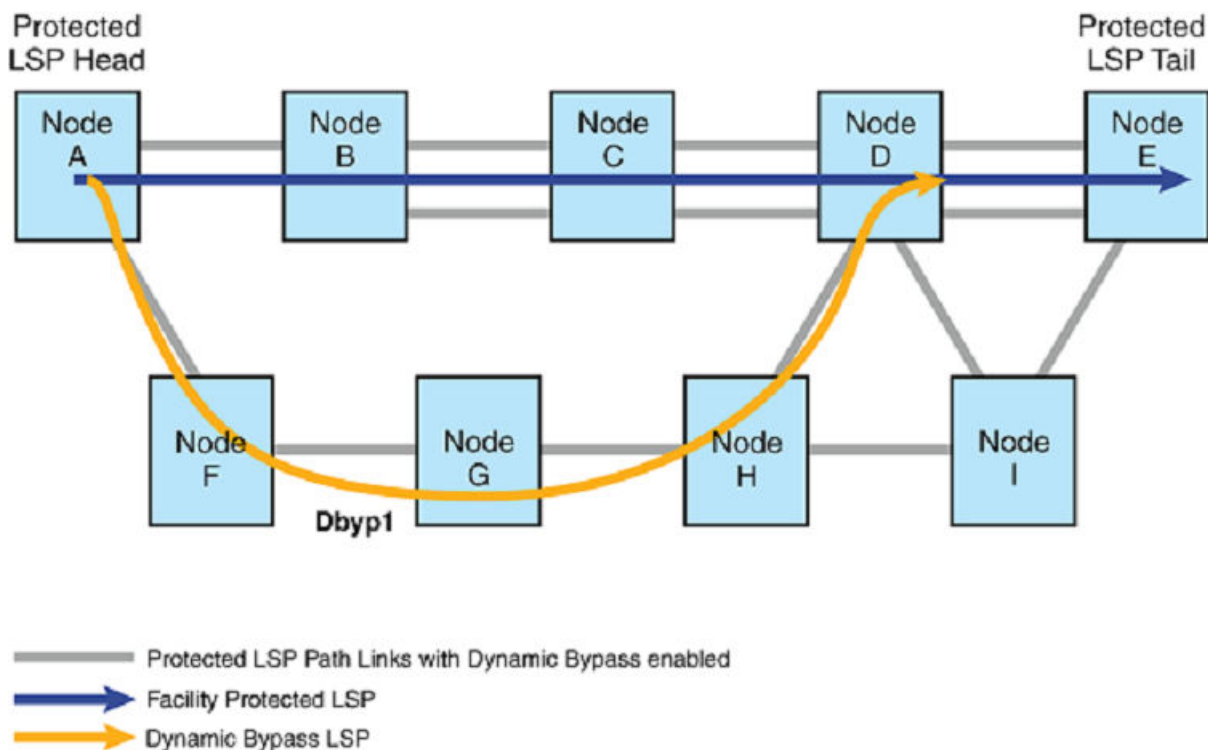 Protected
LSP Head
Protected
LSP Tail
Node
A
Node
B
Node
C
Node
D
Node
E
Node
F
Node
G
Node
H
Node
I
Dbyp1
Protected LSP Path Links with Dynamic Bypass enabled
Facility Protected LSP
Dynamic Bypass LSP